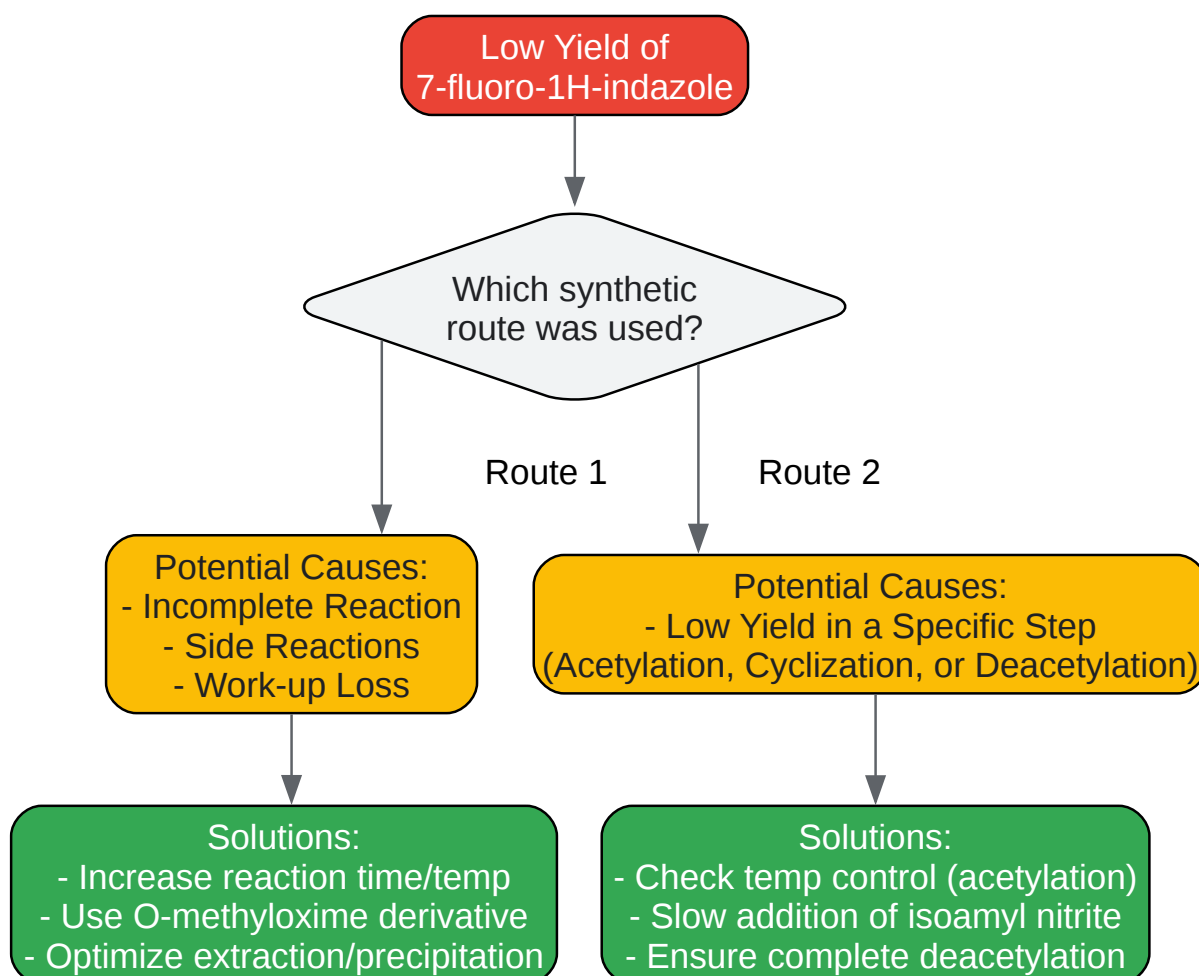 Low Yield of
7-fluoro-1H-indazole
Which synthetic
route was used?
Route 1
Route 2
Potential Causes:
- Incomplete Reaction
- Side Reactions
- Work-up Loss
Potential Causes:
- Low Yield in a Specific Step
(Acetylation, Cyclization, or Deacetylation)
Solutions:
- Increase reaction time/temp
- Use O-methyloxime derivative
- Optimize extraction/precipitation
Solutions:
- Check temp control (acetylation)
- Slow addition of isoamyl nitrite
- Ensure complete deacetylation